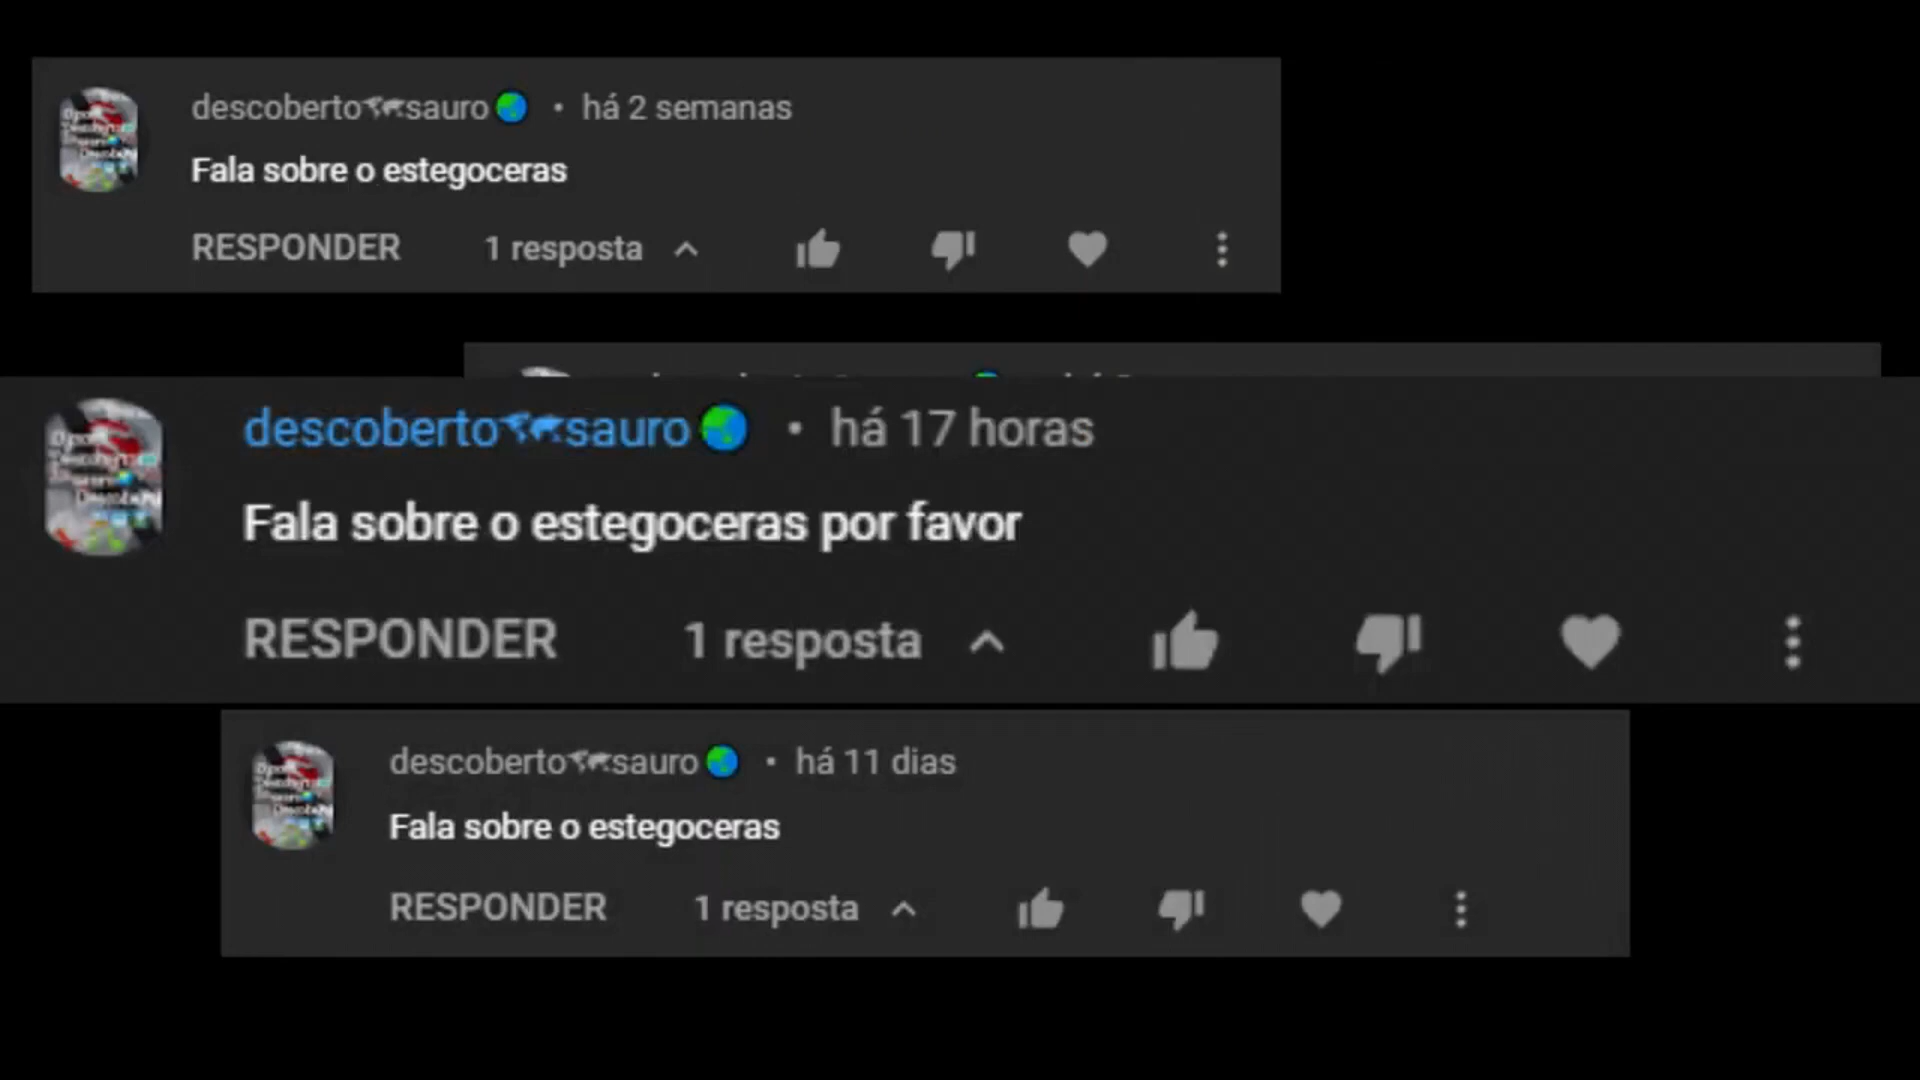 descoberto🗺sauro🌏 • há 2 semanas
Fala sobre o estegoceras
RESPONDER 1 resposta
descoberto🗺sauro🌏 • há 17 horas
Fala sobre o estegoceras por favor
RESPONDER 1 resposta
descoberto🗺sauro🌏 • há 11 dias
Fala sobre o estegoceras
RESPONDER 1 resposta